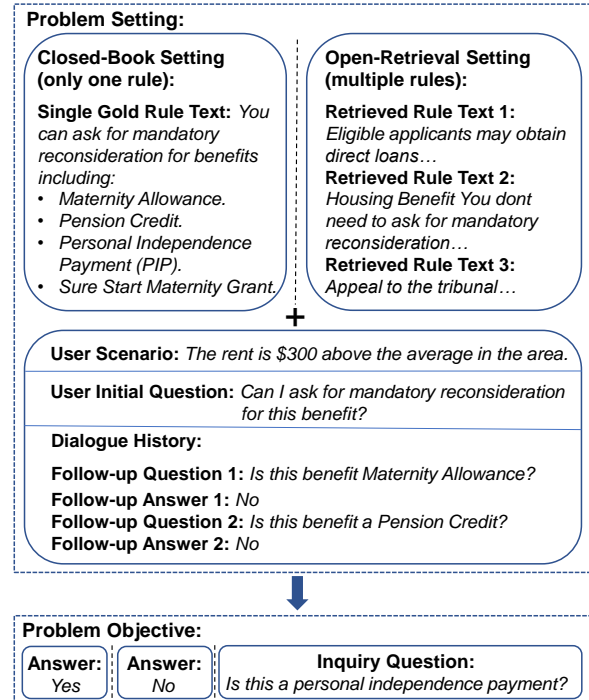 Problem Setting:
Closed-Book Setting
(only one rule):
Single Gold Rule Text: You
can ask for mandatory
reconsideration for benefits
including:
• Maternity Allowance.
• Pension Credit.
• Personal Independence
Payment (PIP).
• Sure Start Maternity Grant.
Open-Retrieval Setting
(multiple rules):
Retrieved Rule Text 1:
Eligible applicants may obtain
direct loans…
Retrieved Rule Text 2:
Housing Benefit You dont
need to ask for mandatory
reconsideration…
Retrieved Rule Text 3:
Appeal to the tribunal…
+
User Scenario: The rent is $300 above the average in the area.
User Initial Question: Can I ask for mandatory reconsideration
for this benefit?
Dialogue History:
Follow-up Question 1: Is this benefit Maternity Allowance?
Follow-up Answer 1: No
Follow-up Question 2: Is this benefit a Pension Credit?
Follow-up Answer 2: No
Problem Objective:
Answer:
Yes
Answer:
No
Inquiry Question:
Is this a personal independence payment?